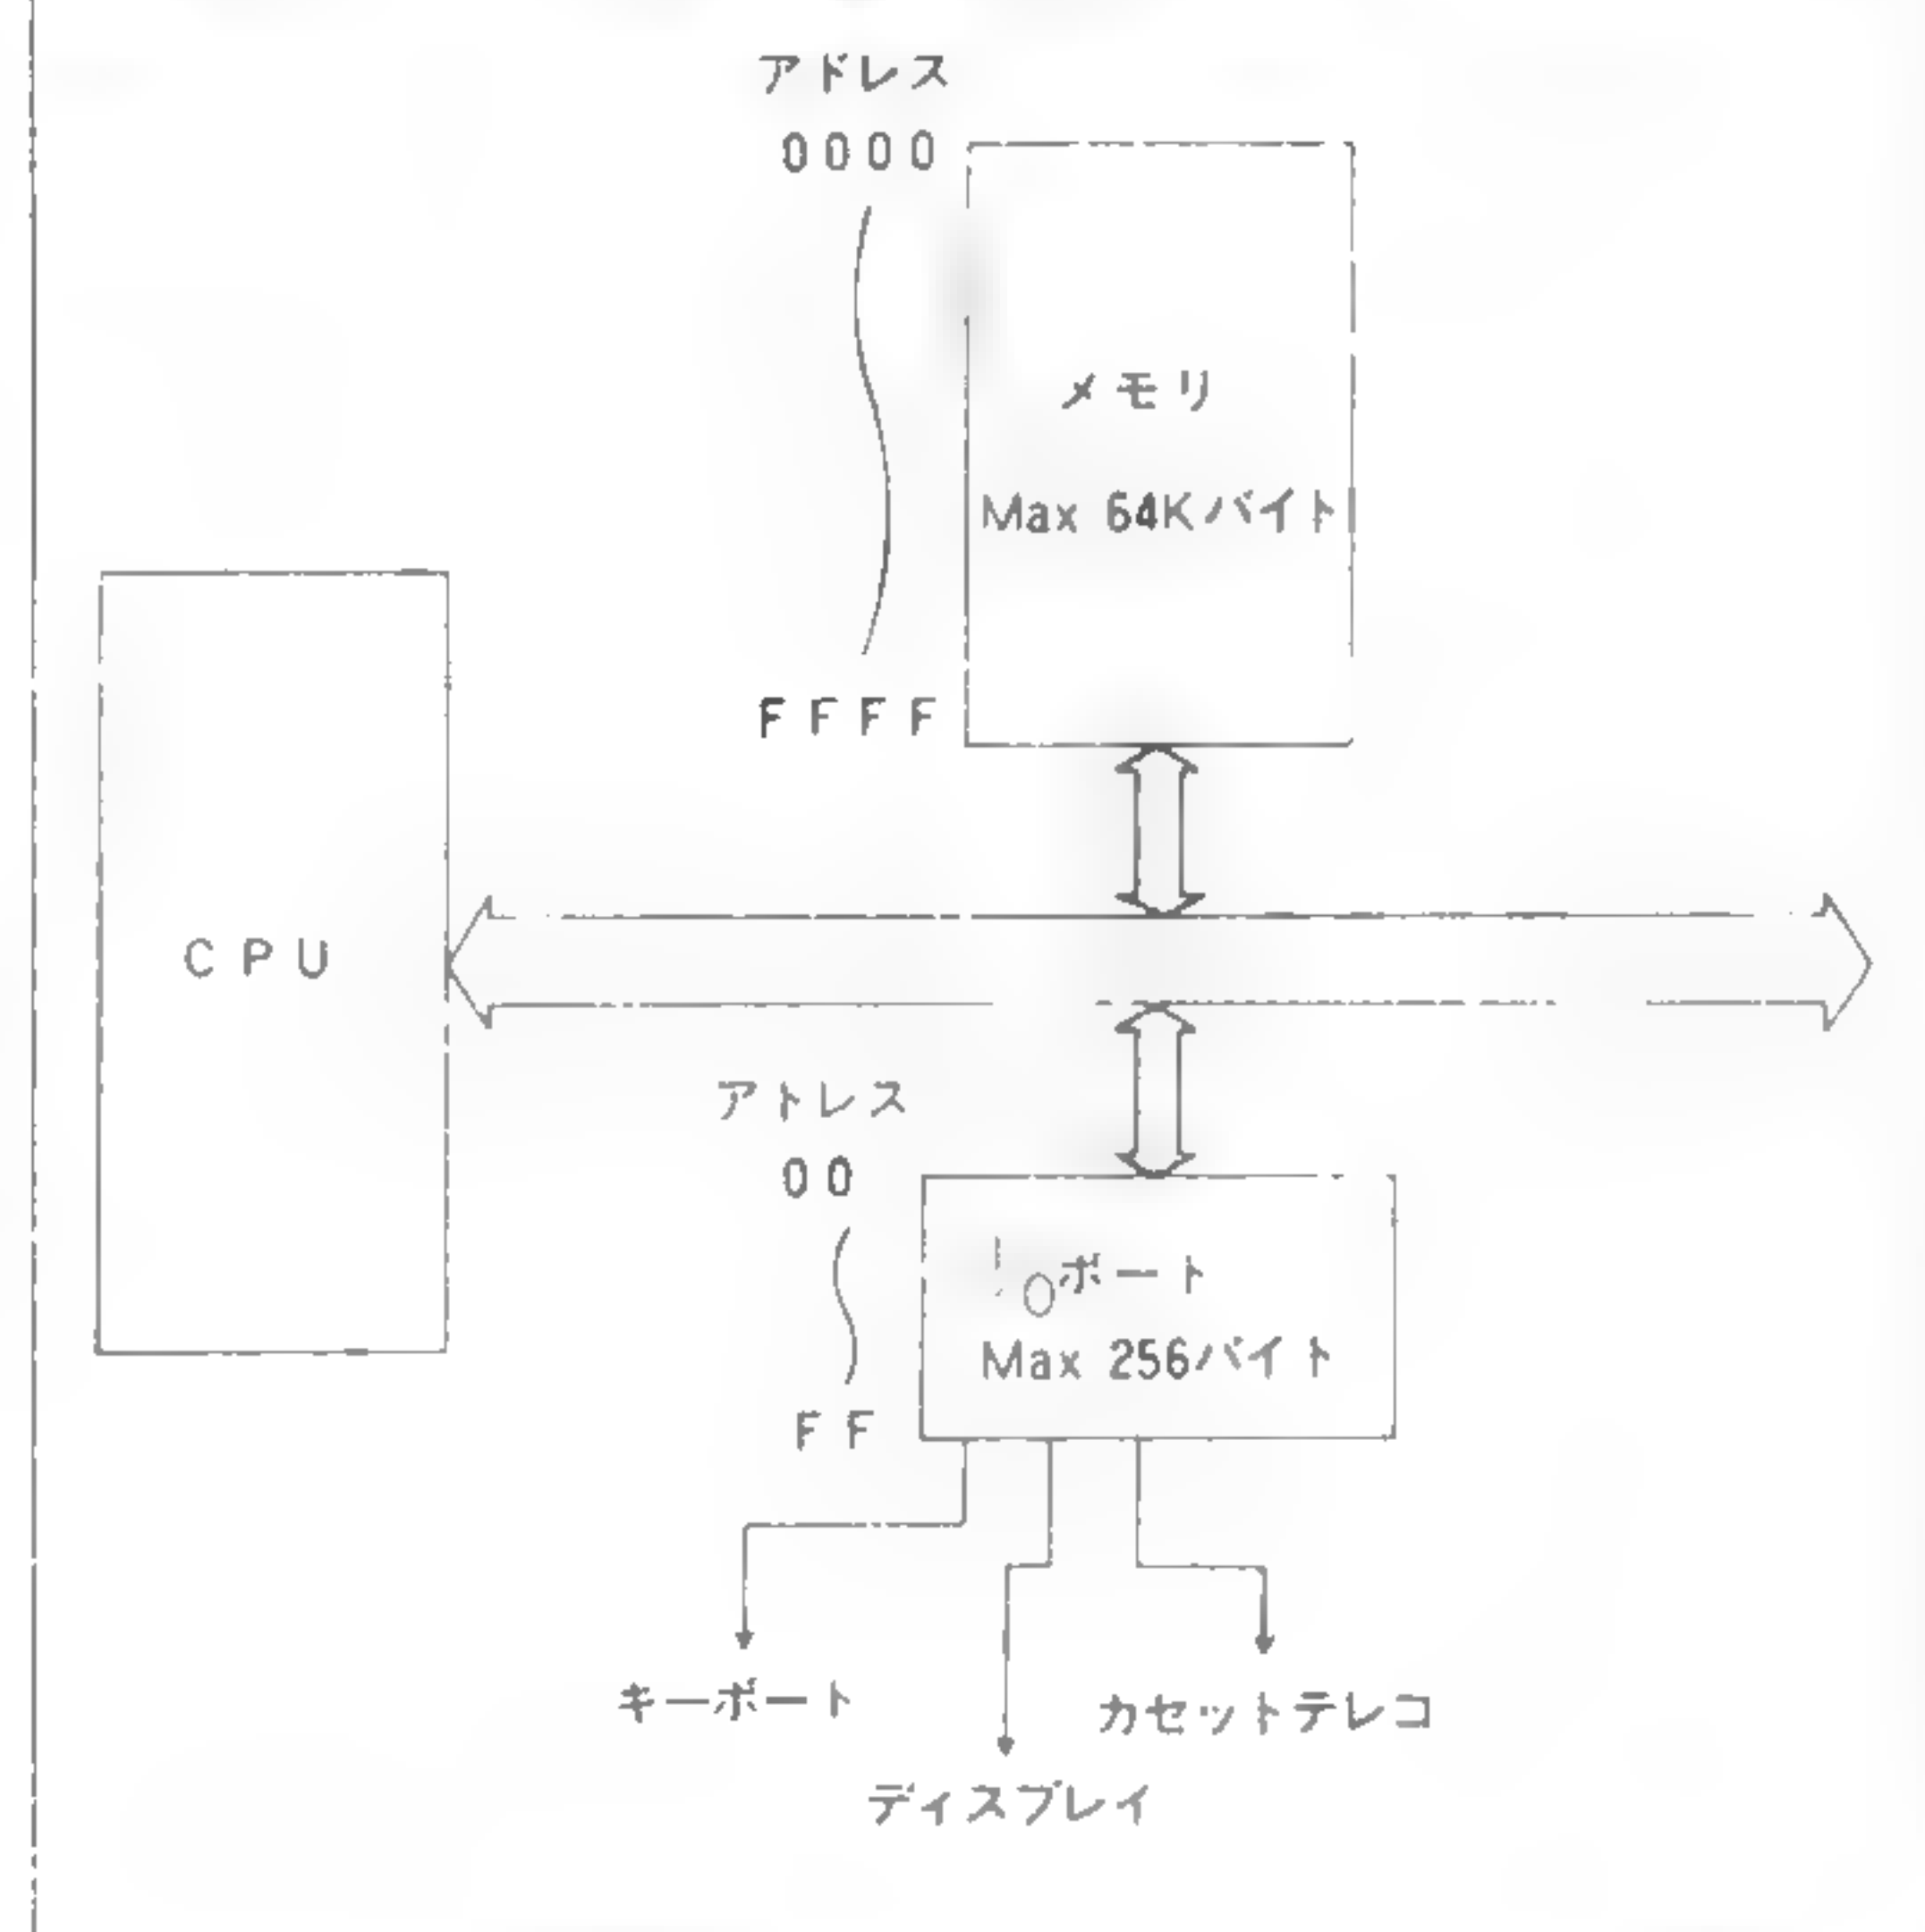 アドレス
0000
メモリ
Max 64Kバイト
FFFF
CPU
アトレス
00
ポート
Max 256バイト
FF
キーボート
カセットテレコ
ディスプレイ